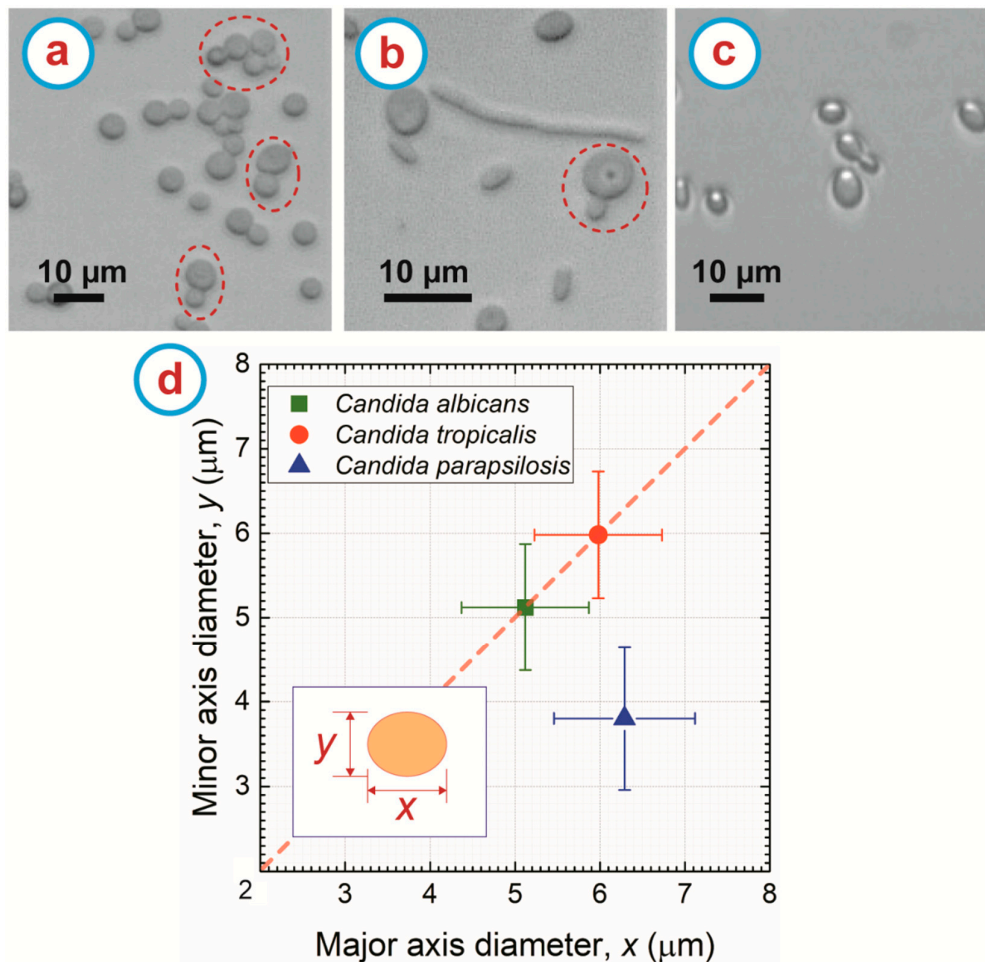 a
b
c
10 µm
10 µm
10 µm
d
8
7
6
5
4
3
2
3
4
5
6
7
8
Minor axis diameter, y (µm)
Major axis diameter, x (µm)
Candida albicans
Candida tropicalis
Candida parapsilosis
y
x